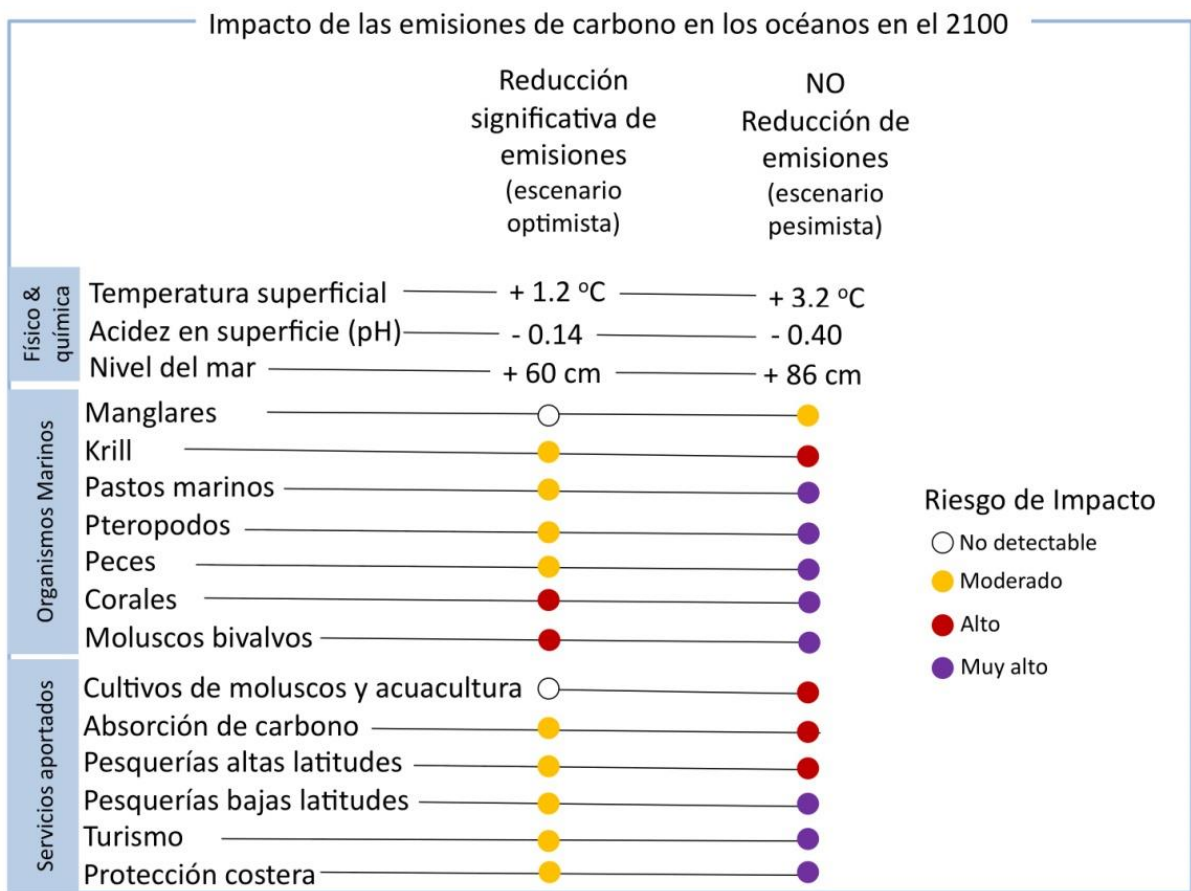 Impacto de las emisiones de carbono en los océanos en el 2100
Reducción
significativa de
emisiones
(escenario
optimista)
NO
Reducción de
emisiones
(escenario
pesimista)
Físico &
química
Temperatura superficial + 1.2 ºC + 3.2 ºC
Acidez en superficie (pH) - 0.14 - 0.40
Nivel del mar + 60 cm + 86 cm
Organismos Marinos
Manglares
Krill
Pastos marinos
Pteropodos
Peces
Corales
Moluscos bivalvos
Servicios aportados
Cultivos de moluscos y acuacultura
Absorción de carbono
Pesquerías altas latitudes
Pesquerías bajas latitudes
Turismo
Protección costera
Riesgo de Impacto
No detectable
Moderado
Alto
Muy alto